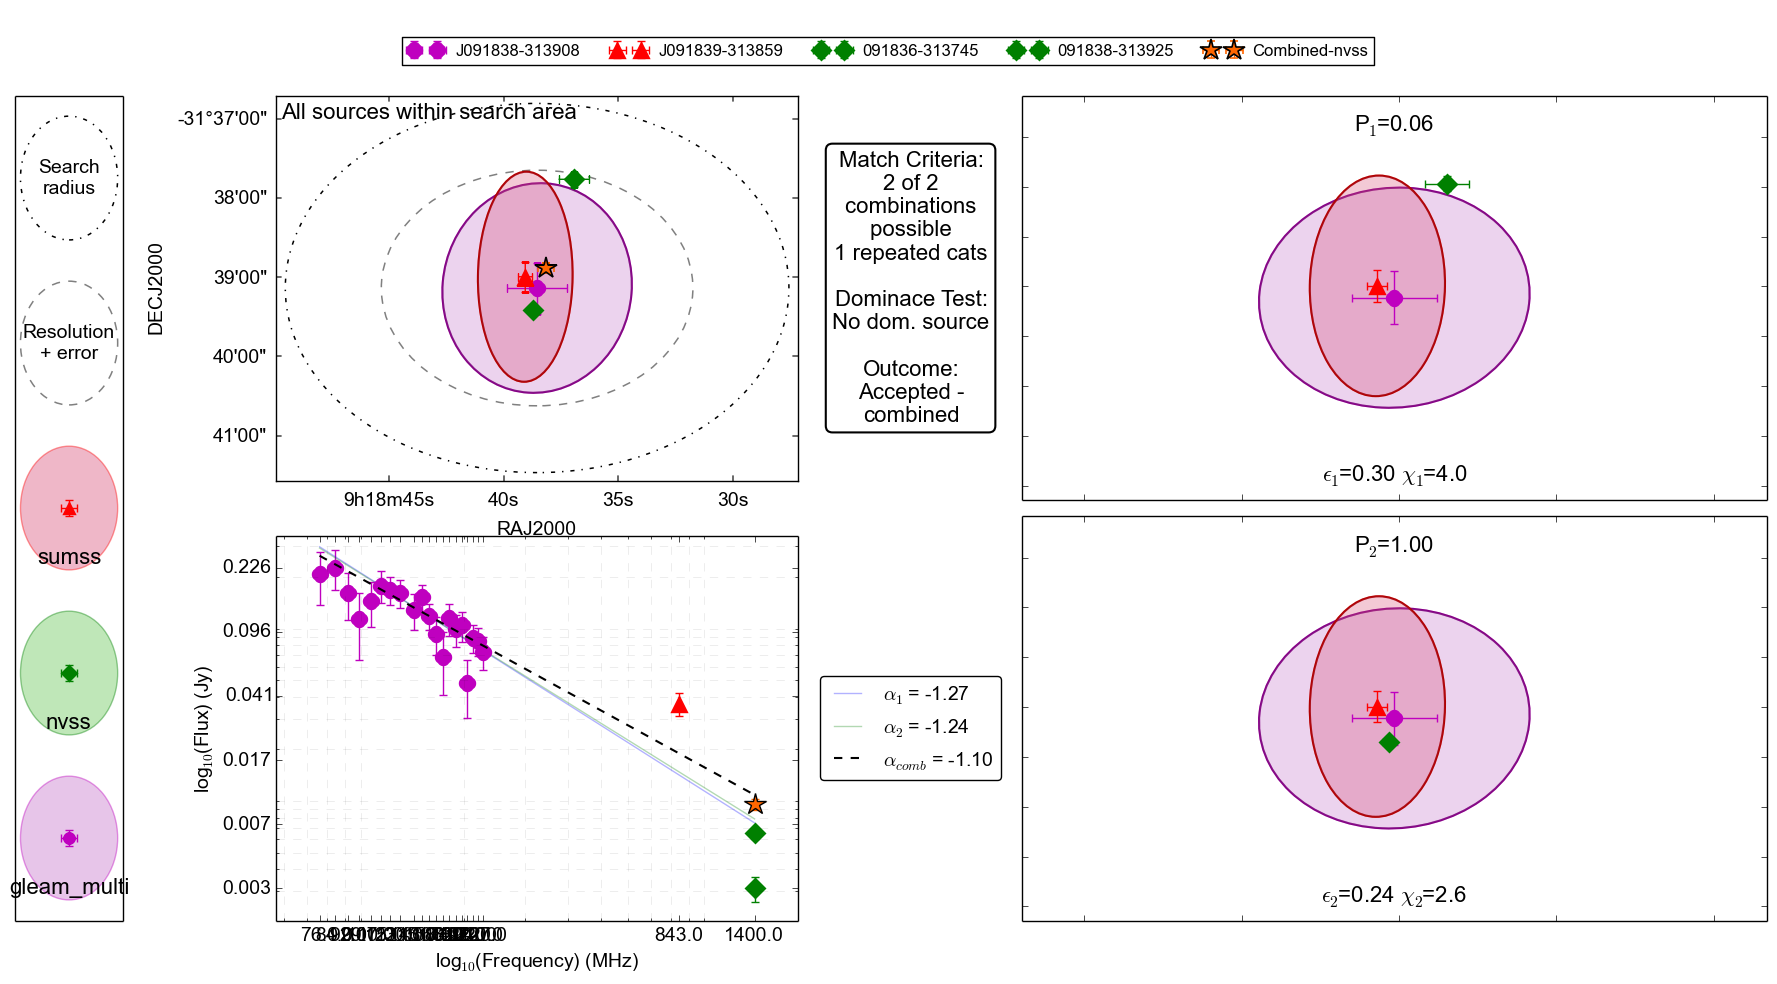 J091838-313908
J091839-313859
091836-313745
091838-313925
Combined-nvss
Search
radius
Resolution
+ error
sumss
nvss
gleam_multi
All sources within search area
-31°37'00"
38'00"
39'00"
40'00"
41'00"
DECJ2000
9h18m45s
40s
35s
30s
RAJ2000
Match Criteria:
2 of 2
combinations
possible
1 repeated cats
Dominace Test:
No dom. source
Outcome:
Accepted -
combined
P1=0.06
ϵ1=0.30 χ1=4.0
P2=1.00
ϵ2=0.24 χ2=2.6
0.226
0.096
0.041
0.017
0.007
0.003
log10(Flux) (Jy)
843.0
1400.0
log10(Frequency) (MHz)
α1 = -1.27
α2 = -1.24
αcomb = -1.10